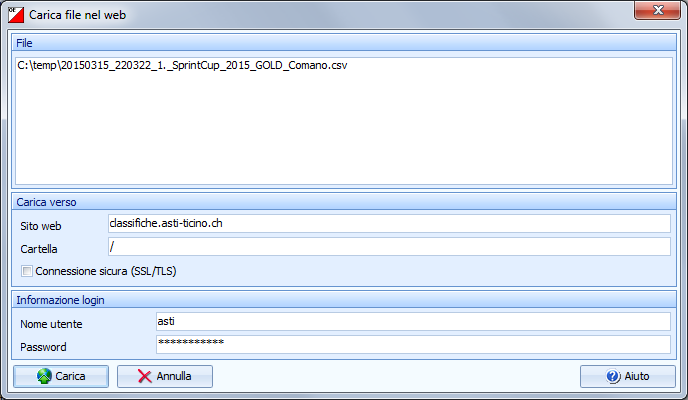 OE
Carica file nel web
File
C:\temp\20150315_220322_1._SprintCup_2015_GOLD_Comano.csv
Carica verso
Sito web classifiche.asti-ticino.ch
Cartella /
Connessione sicura (SSL/TLS)
Informazione login
Nome utente asti
Password ***********
Carica Annulla Aiuto